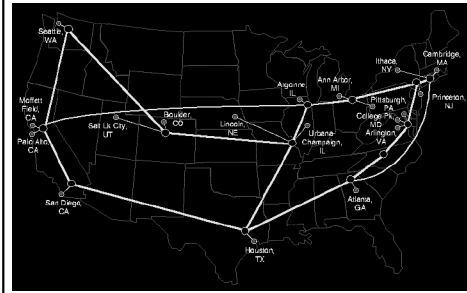 Seattle,
WA
Ithaca,
NY
Cambridge,
MA
Argonne,
IL
Ann Arbor,
MI
Moffett
Field,
CA
Palo Alto,
CA
Salt Lk City,
UT
Boulder,
CO
Lincoln,
NE
Urbana-
Champaign,
IL
Pittsburgh,
PA
College Pk,
MD
Arlington,
VA
Princeton,
NJ
San Diego,
CA
Atlanta,
GA
Houston,
TX